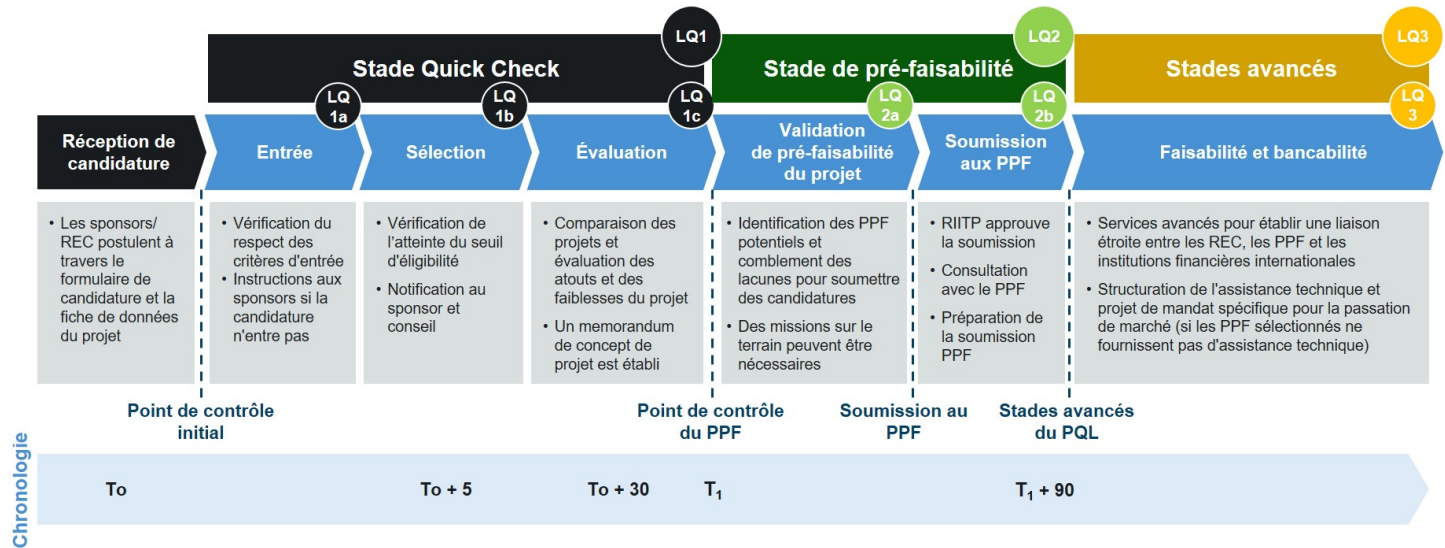 LQ1
LQ2
LQ3
Stade Quick Check
Stade de pré-faisabilité
Stades avancés
LQ
1a
LQ
1b
LQ
1c
LQ
2a
LQ
2b
LQ
3
Réception de
candidature
Entrée
Sélection
Évaluation
Validation
de pré-faisabilité
du projet
Soumission
aux PPF
Faisabilité et bancabilité
• Les sponsors/
REC postulent à
travers le
formulaire de
candidature et la
fiche de données
du projet
• Vérification du
respect des
critères d'entrée
• Instructions aux
sponsors si la
candidature
n'entre pas
• Vérification de
l'atteinte du seuil
d'éligibilité
• Notification au
sponsor et
conseil
• Comparaison des
projets et
évaluation des
atouts et des
faiblesses du projet
• Un memorandum
de concept de
projet est établi
• Identification des PPF
potentiels et
comblement des
lacunes pour soumettre
des candidatures
• Des missions sur le
terrain peuvent être
nécessaires
• RIITP approuve
la soumission
• Consultation
avec le PPF
• Préparation de
la soumission
PPF
• Services avancés pour établir une liaison
étroite entre les REC, les PPF et les
institutions financières internationales
• Structuration de l'assistance technique et
projet de mandat spécifique pour la passation
de marché (si les PPF sélectionnés ne
fournissent pas d'assistance technique)
Point de contrôle
initial
Point de contrôle
du PPF
Soumission au
PPF
Stades avancés
du PQL
Chronologie
To
To + 5
To + 30
T1
T1 + 90